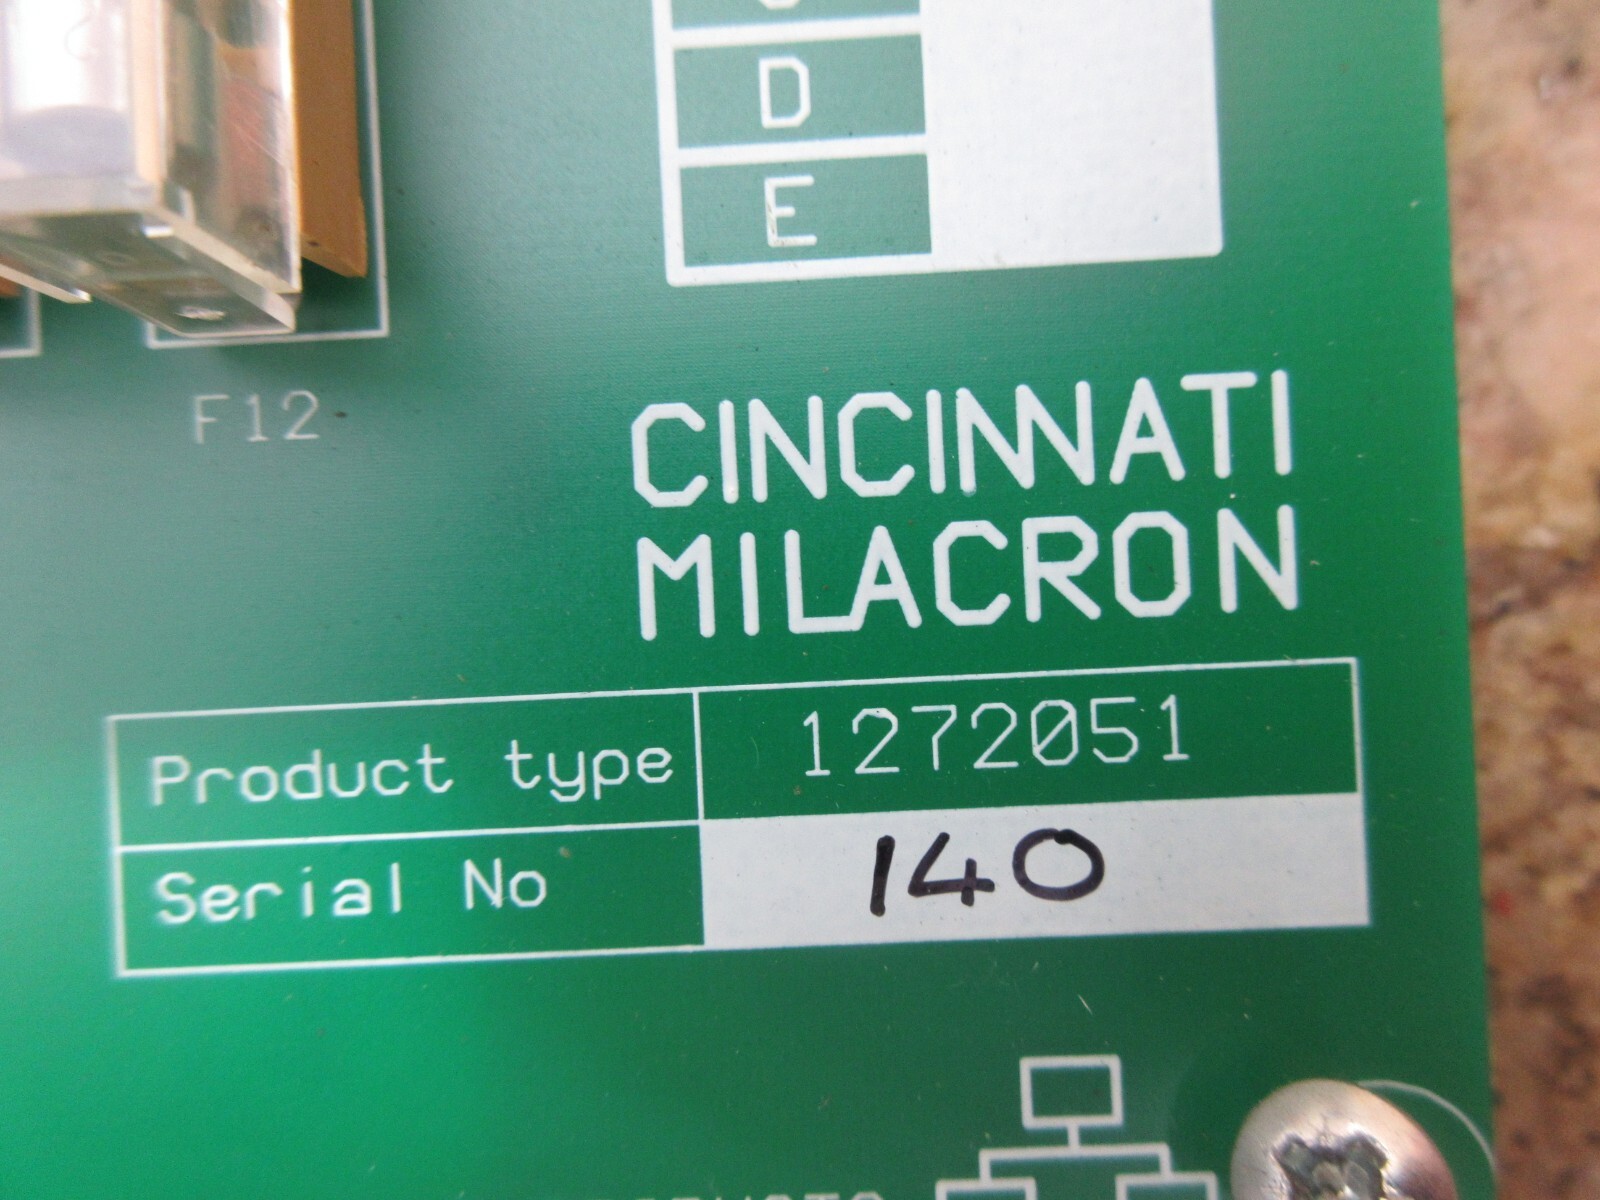 D
E
F12
CINCINNATI
MILACRON
Product type 1272051
Serial No 140